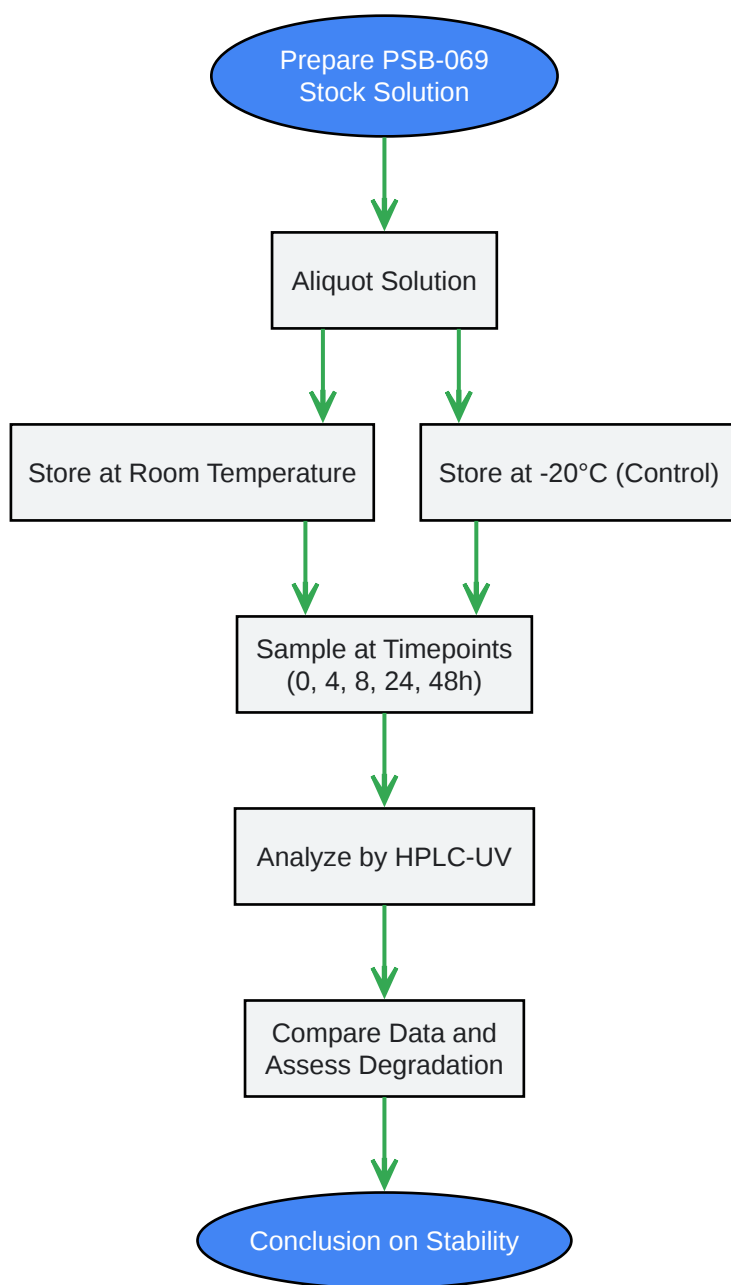 Prepare PSB-069
Stock Solution
Aliquot Solution
Store at Room Temperature
Store at -20°C (Control)
Sample at Timepoints
(0, 4, 8, 24, 48h)
Analyze by HPLC-UV
Compare Data and
Assess Degradation
Conclusion on Stability